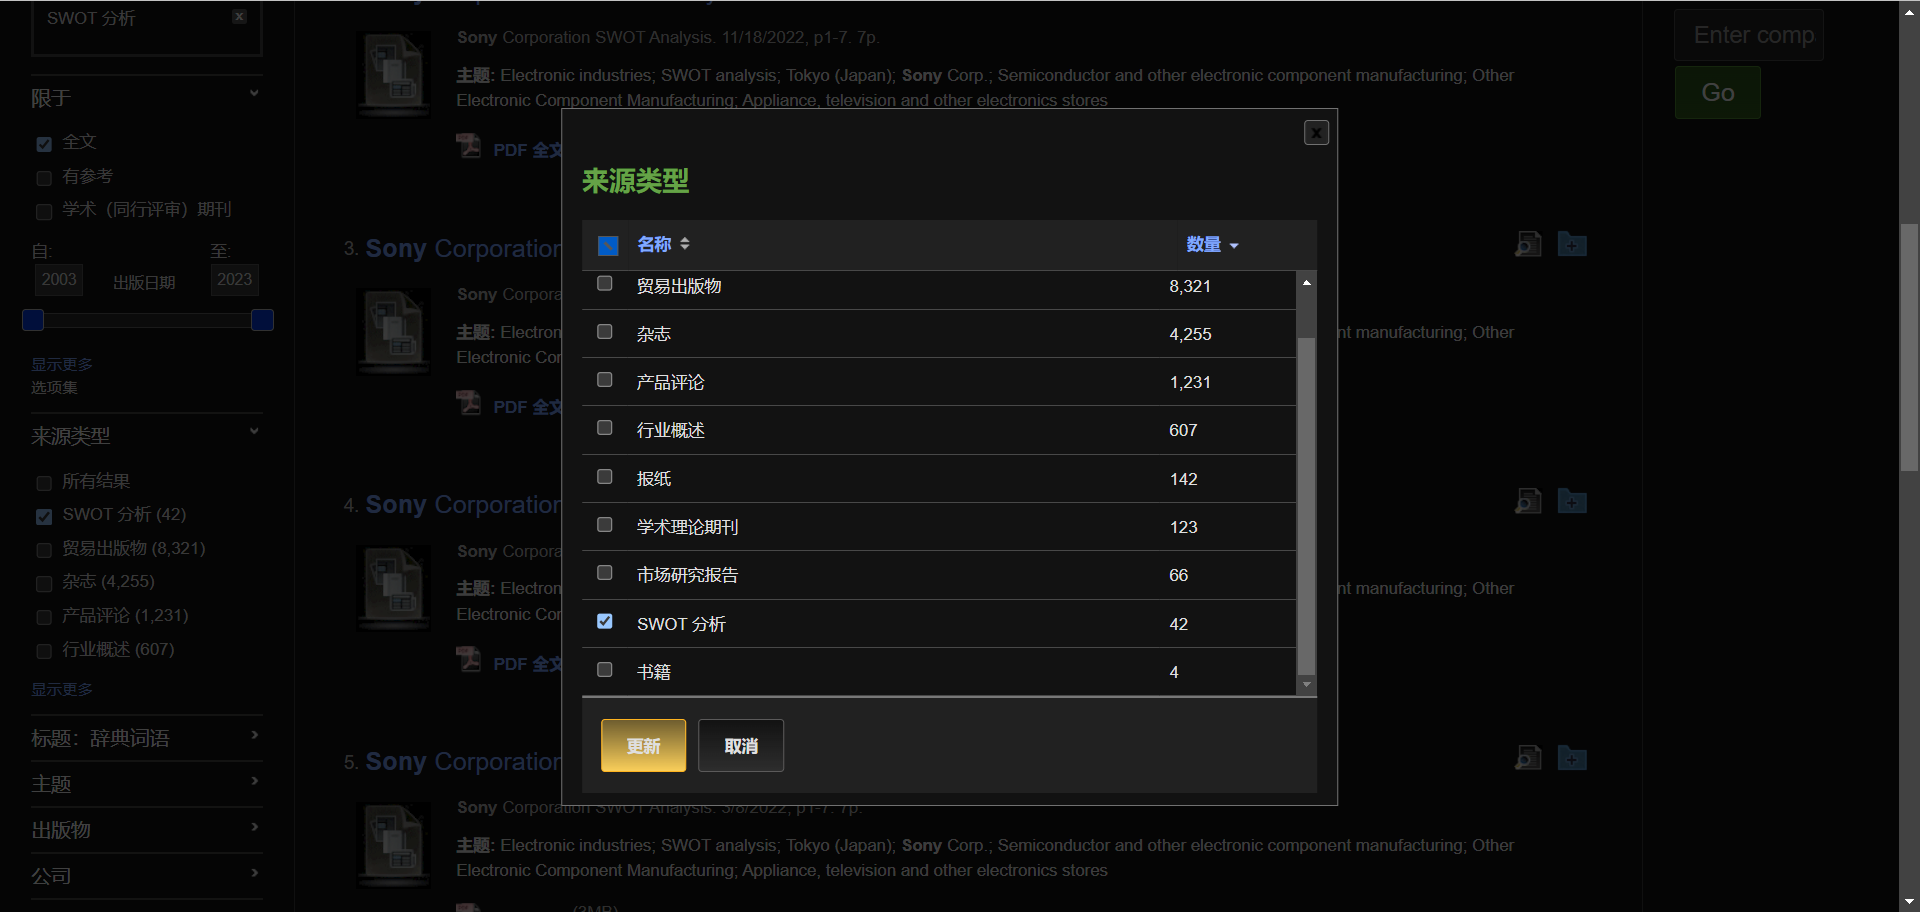 SWOT 分析
限于
全文
有参考
学术（同行评审）期刊
自:
至:
2003
出版日期
2023
显示更多
选项集
来源类型
所有结果
SWOT 分析 (42)
贸易出版物 (8,321)
杂志 (4,255)
产品评论 (1,231)
行业概述 (607)
显示更多
标题：辞典词语
主题
出版物
公司
Sony Corporation SWOT Analysis. 11/18/2022, p1-7. 7p.
主题: Electronic industries; SWOT analysis; Tokyo (Japan); Sony Corp.; Semiconductor and other electronic component manufacturing; Other
Electronic Component Manufacturing; Appliance, television and other electronics stores
PDF 全文
3. Sony Corporation
Sony Corpora
主题: Electron
nt manufacturing; Other
Electronic Cor
PDF 全文
4. Sony Corporation
Sony Corpora
主题: Electron
nt manufacturing; Other
Electronic Cor
PDF 全文
5. Sony Corporation
Sony Corporation SWOT Analysis. 3/8/2022, p1-7. 7p.
主题: Electronic industries; SWOT analysis; Tokyo (Japan); Sony Corp.; Semiconductor and other electronic component manufacturing; Other
Electronic Component Manufacturing; Appliance, television and other electronics stores
(3MB)
来源类型
名称
数量
贸易出版物 8,321
杂志 4,255
产品评论 1,231
行业概述 607
报纸 142
学术理论期刊 123
市场研究报告 66
SWOT 分析 42
书籍 4
更新
取消
x
Enter comp
Go